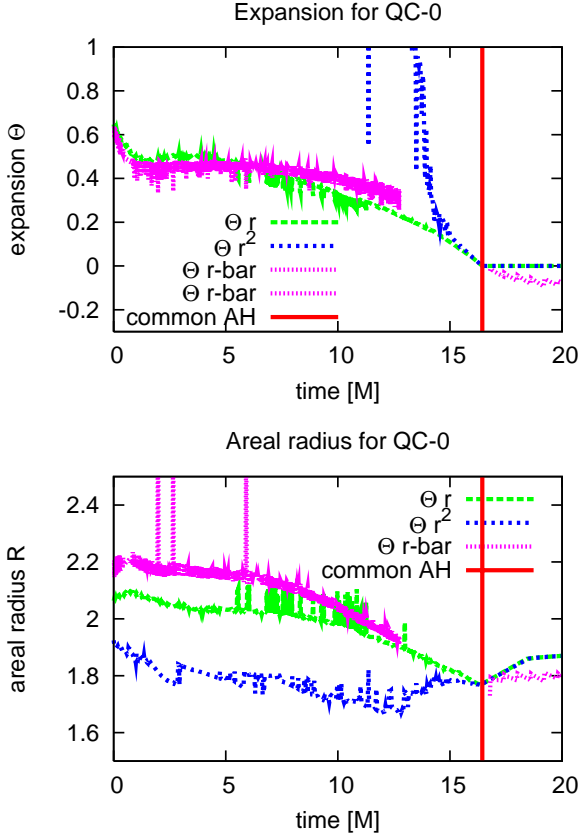 Expansion for QC-0
expansion Θ
1
0.8
0.6
0.4
0.2
0
-0.2
Θ r
Θ r²
Θ r-bar
Θ r-bar
common AH
0 5 10 15 20
time [M]
Areal radius for QC-0
areal radius R
2.4
2.2
2
1.8
1.6
Θ r
Θ r²
Θ r-bar
common AH
0 5 10 15 20
time [M]